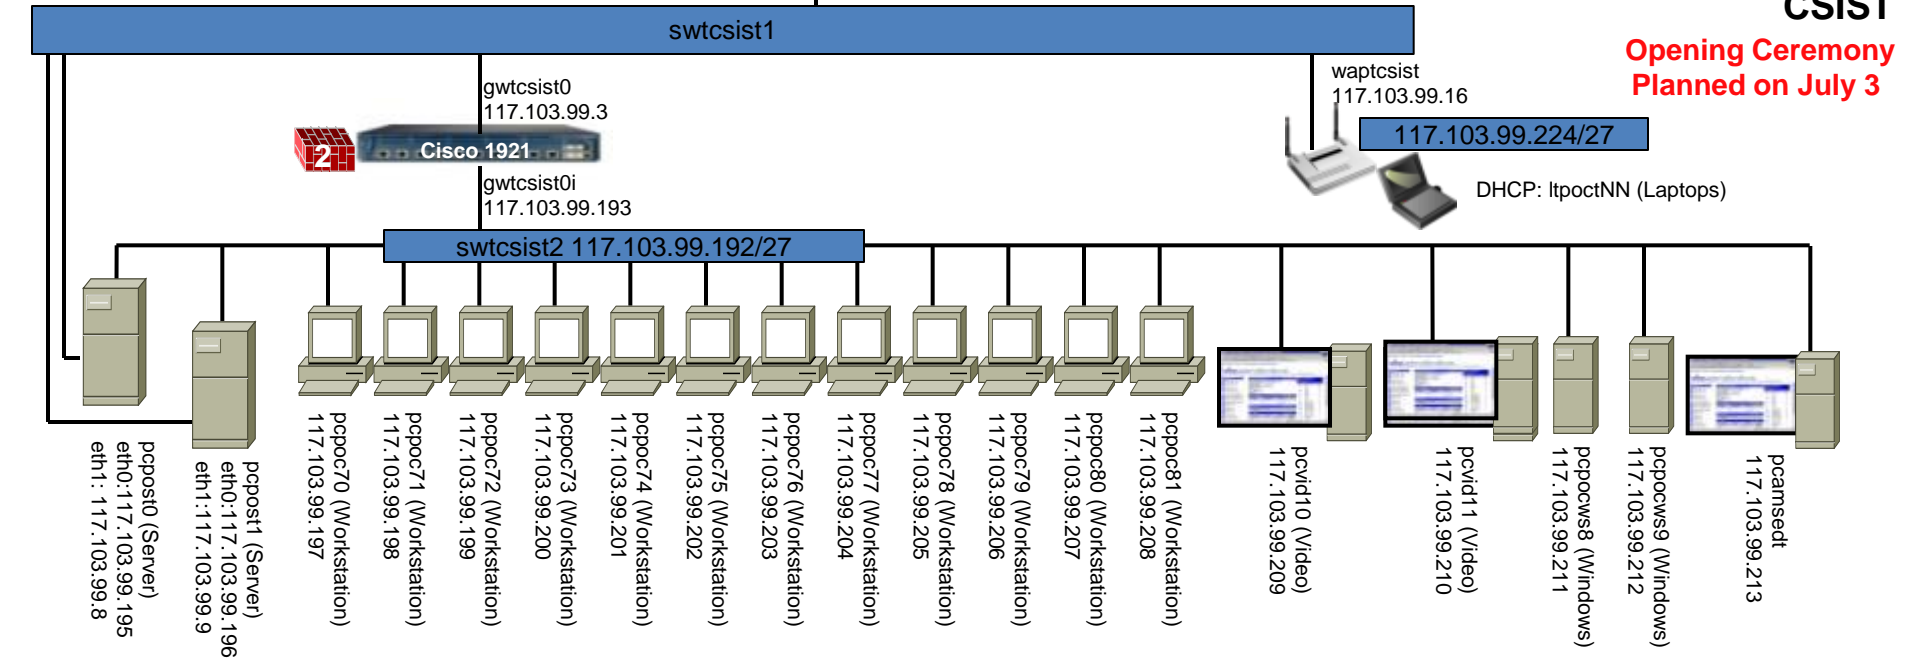 CSIST
Opening Ceremony
Planned on July 3
swtcsist1
gwtcsist0
117.103.99.3
2
Cisco 1921
gwtcsist0i
117.103.99.193
waptcsist
117.103.99.16
117.103.99.224/27
DHCP: ltpoctNN (Laptops)
swtcsist2 117.103.99.192/27
pcpost0 (Server)
eth0:117.103.99.195
eth1: 117.103.99.8
pcpost1 (Server)
eth0:117.103.99.196
eth1:117.103.99.9
pcpoc70 (Workstation)
117.103.99.197
pcpoc71 (Workstation)
117.103.99.198
pcpoc72 (Workstation)
117.103.99.199
pcpoc73 (Workstation)
117.103.99.200
pcpoc74 (Workstation)
117.103.99.201
pcpoc75 (Workstation)
117.103.99.202
pcpoc76 (Workstation)
117.103.99.203
pcpoc77 (Workstation)
117.103.99.204
pcpoc78 (Workstation)
117.103.99.205
pcpoc79 (Workstation)
117.103.99.206
pcpoc80 (Workstation)
117.103.99.207
pcpoc81 (Workstation)
117.103.99.208
pcvid10 (Video)
117.103.99.209
pcvid11 (Video)
117.103.99.210
pcpocws8 (Windows)
117.103.99.211
pcpocws9 (Windows)
117.103.99.212
pcamsedt
117.103.99.213